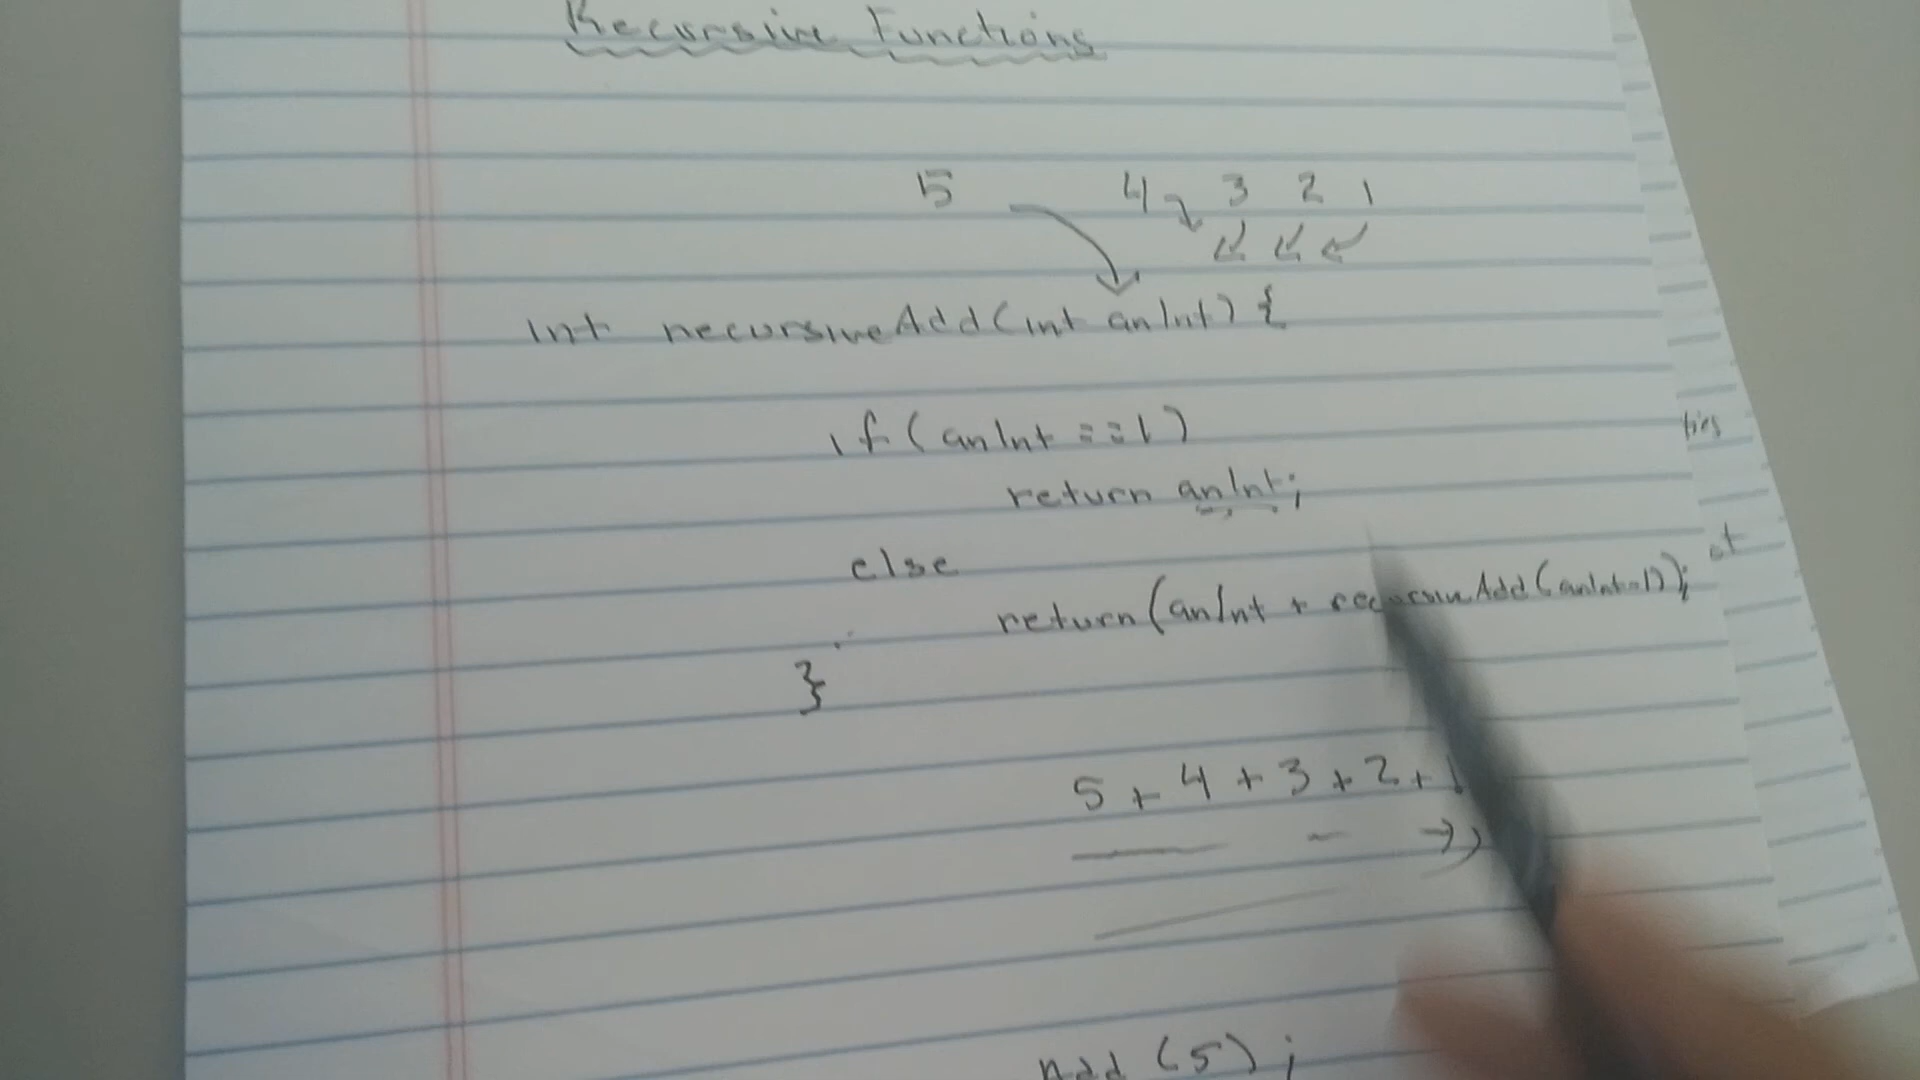 Recursive Functions
5 4 3 2 1
int recursiveAdd(int anInt) {
if (anInt == 1)
return anInt;
else
return (anInt + recursiveAdd(anInt-1));
}
5 + 4 + 3 + 2 + 1
Add (5);